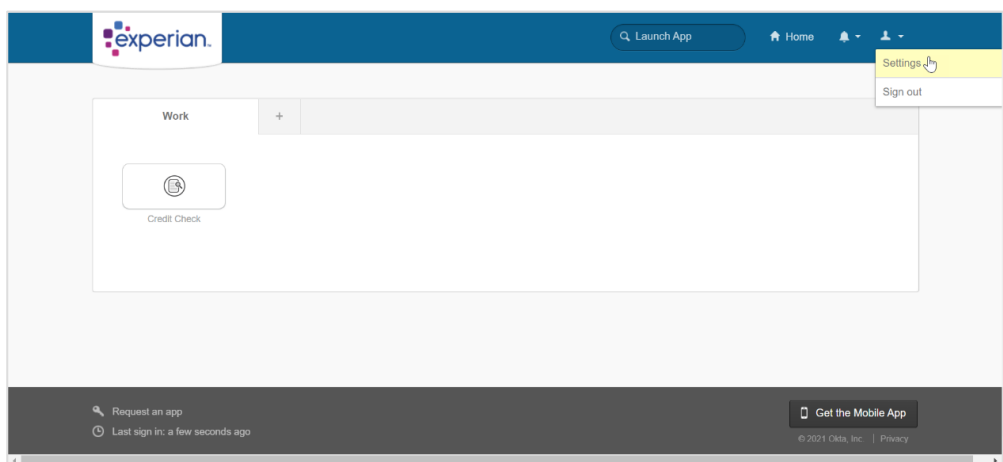 experian.
Launch App
Home
Settings
Sign out
Work
+
Credit Check
Request an app
Last sign in: a few seconds ago
Get the Mobile App
© 2021 Okta, Inc. | Privacy